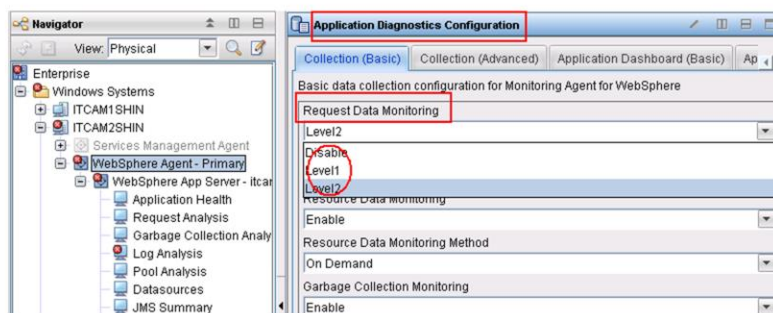 Navigator
View: Physical
Enterprise
Windows Systems
ITCAM1SHIN
ITCAM2SHIN
Services Management Agent
WebSphere Agent - Primary
WebSphere App Server - itcar
Application Health
Request Analysis
Garbage Collection Analy
Log Analysis
Pool Analysis
Datasources
JMS Summary
Application Diagnostics Configuration
Collection (Basic)
Collection (Advanced)
Application Dashboard (Basic)
Ap
Basic data collection configuration for Monitoring Agent for WebSphere
Request Data Monitoring
Level2
Disable
Level1
Level2
Resource Data Monitoring
Enable
Resource Data Monitoring Method
On Demand
Garbage Collection Monitoring
Enable